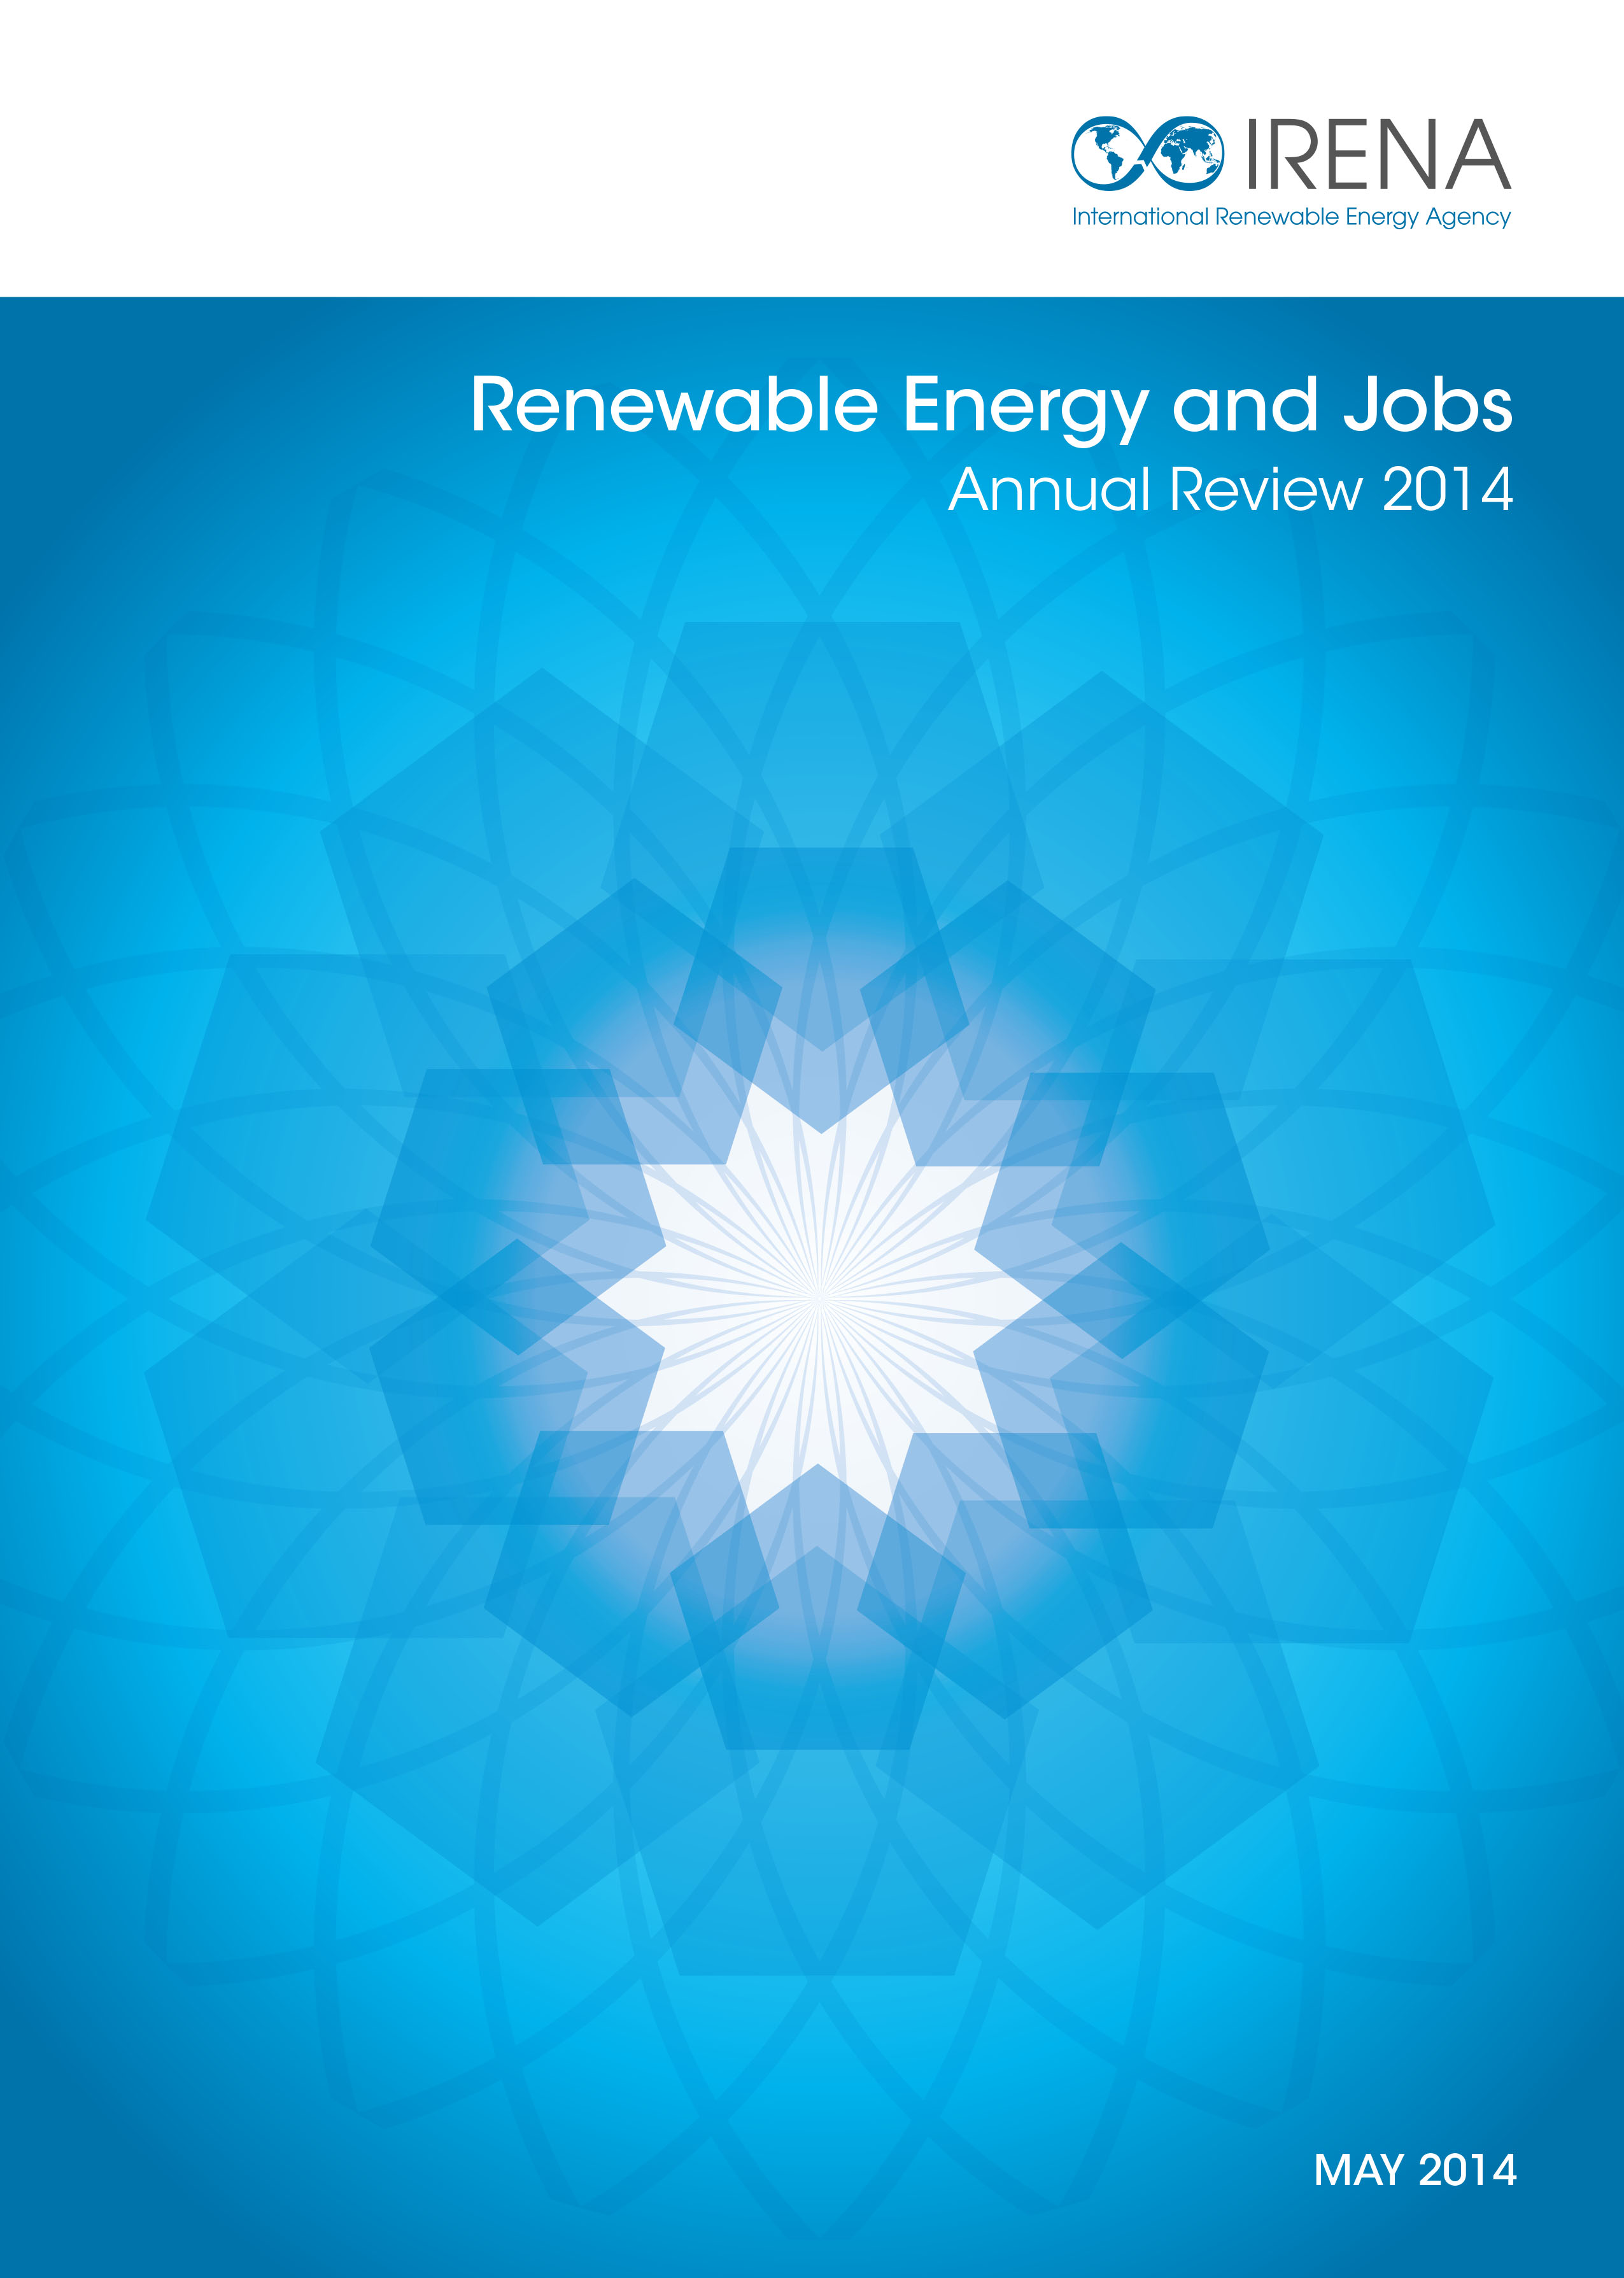 IRENA
International Renewable Energy Agency
Renewable Energy and Jobs
Annual Review 2014
MAY 2014